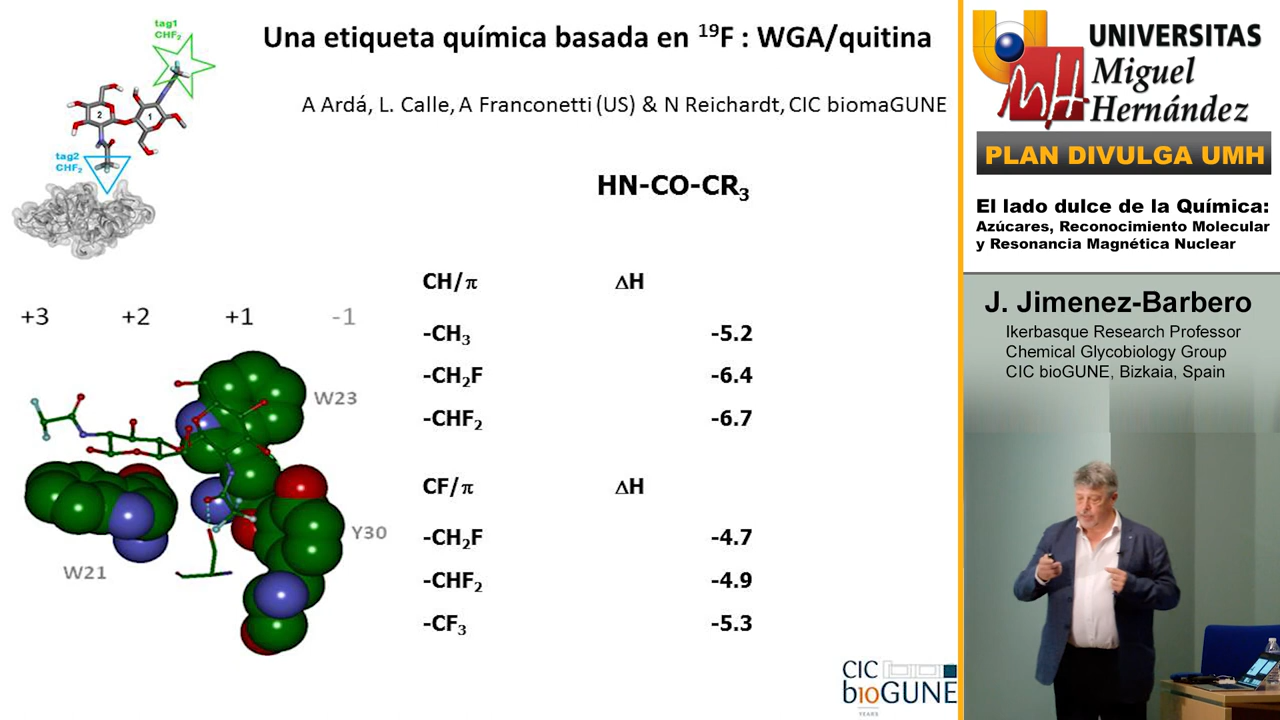 Una etiqueta química basada en ¹⁹F : WGA/quitina
A Ardá, L. Calle, A Franconetti (US) & N Reichardt, CIC biomaGUNE
tag1
CHF₂
2
1
tag2
CHF₂
HN-CO-CR₃
CH/π ΔH
-CH₃ -5.2
-CH₂F -6.4
-CHF₂ -6.7
CF/π ΔH
-CH₂F -4.7
-CHF₂ -4.9
-CF₃ -5.3
+3 +2 +1 -1
W23
Y30
W21
CIC
bioGUNE
YEARS
UNIVERSITAS
Miguel
Hernández
PLAN DIVULGA UMH
El lado dulce de la Química:
Azúcares, Reconocimiento Molecular
y Resonancia Magnética Nuclear
J. Jimenez-Barbero
Ikerbasque Research Professor
Chemical Glycobiology Group
CIC bioGUNE, Bizkaia, Spain